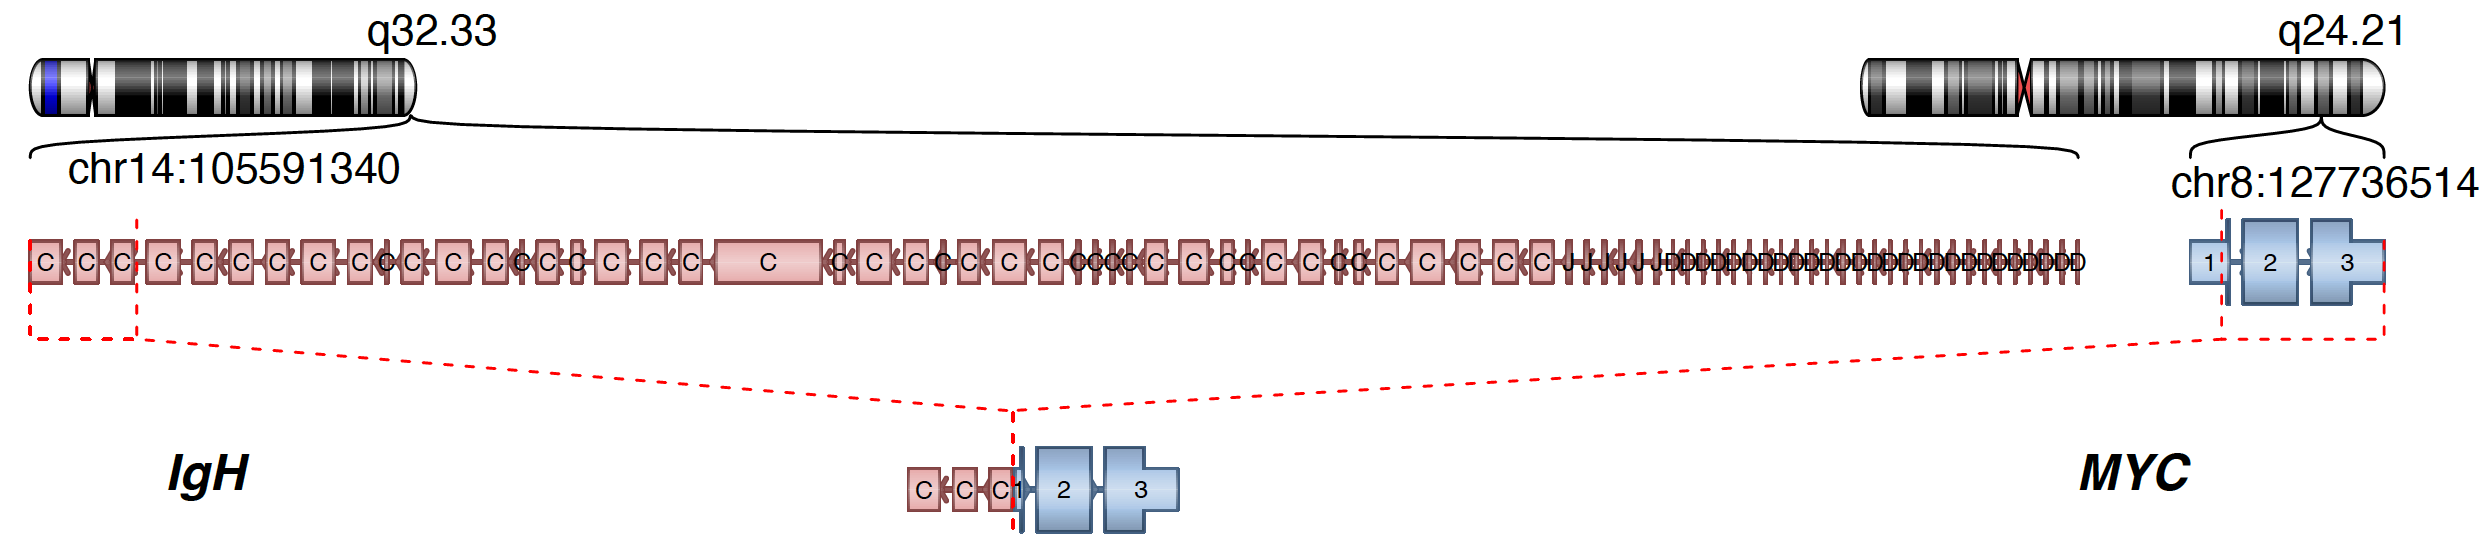 q32.33 q24.21
chr14:105591340 chr8:127736514
C C C C C C C C C C C C C C C C C C C C C C C C C C C C C C C C C C C C C C C C C C C C J J J J J J D D D D D D D D D D D D D D D D D D D D D D D D D D D 1 2 3
IgH MYC
C C C 1 2 3